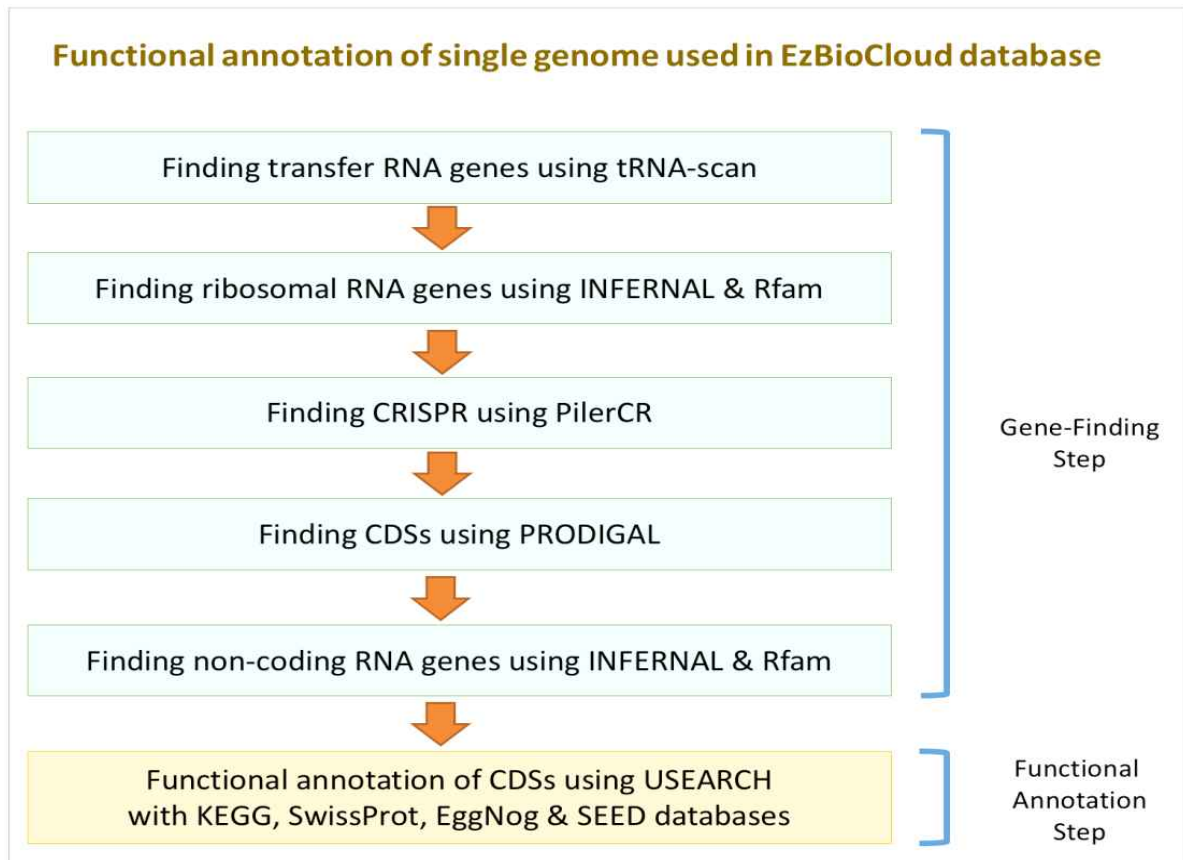 Functional annotation of single genome used in EzBioCloud database
Finding transfer RNA genes using tRNA-scan
Finding ribosomal RNA genes using INFERNAL & Rfam
Finding CRISPR using PilerCR
Finding CDSs using PRODIGAL
Finding non-coding RNA genes using INFERNAL & Rfam
Gene-Finding
Step
Functional annotation of CDSs using USEARCH
with KEGG, SwissProt, EggNog & SEED databases
Functional
Annotation
Step